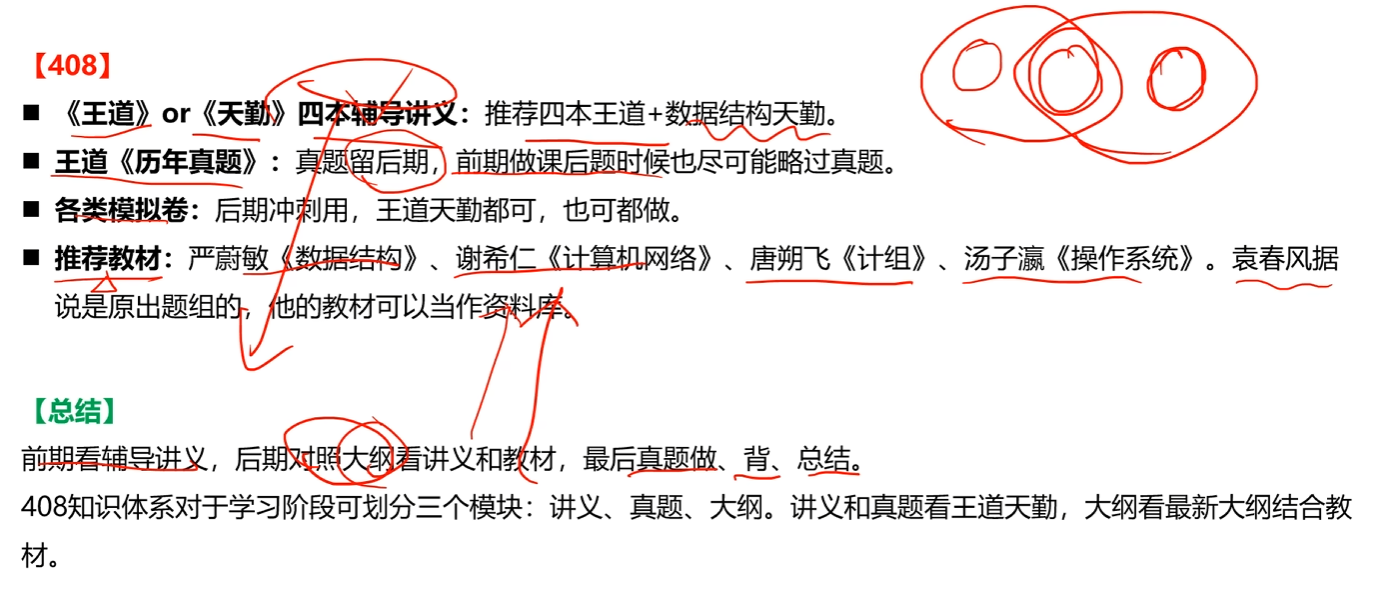 【408】
■ 《王道》or《天勤》四本辅导讲义：推荐四本王道+数据结构天勤。
■ 王道《历年真题》：真题留后期，前期做课后题时候也尽可能略过真题。
■ 各类模拟卷：后期冲刺用，王道天勤都可，也可都做。
■ 推荐教材：严蔚敏《数据结构》、谢希仁《计算机网络》、唐朔飞《计组》、汤子瀛《操作系统》。袁春风据
说是原出题组的，他的教材可以当作资料库。
【总结】
前期看辅导讲义，后期对照大纲看讲义和教材，最后真题做、背、总结。
408知识体系对于学习阶段可划分三个模块：讲义、真题、大纲。讲义和真题看王道天勤，大纲看最新大纲结合教
材。